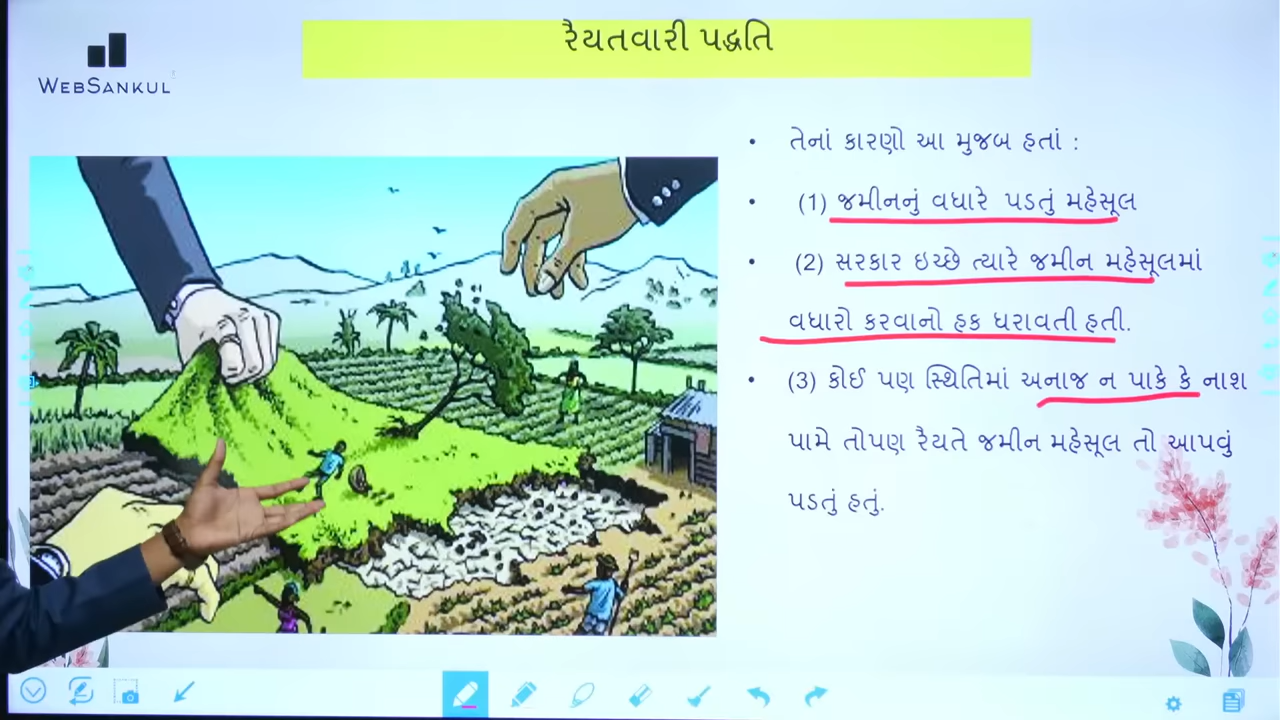 રૈયતવારી પદ્ધતિ
WEBSANKUL
• તેનાં કારણો આ મુજબ હતાં :
• (1) જમીનનું વધારે પડતું મહેસૂલ
• (2) સરકાર ઇચ્છે ત્યારે જમીન મહેસૂલમાં
વધારો કરવાનો હક ધરાવતી હતી.
• (3) કોઈ પણ સ્થિતિમાં અનાજ ન પાકે કે નાશ
પામે તોપણ રૈયતે જમીન મહેસૂલ તો આપવું
પડતું હતું.